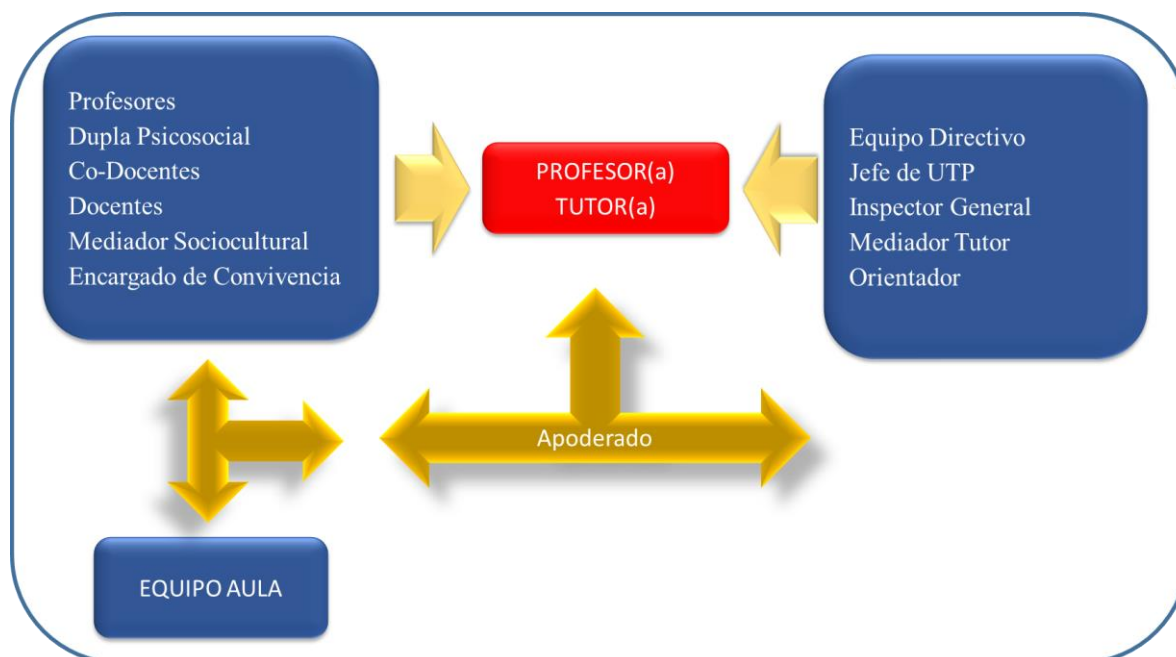 Profesores
Dupla Psicosocial
Co-Docentes
Docentes
Mediador Sociocultural
Encargado de Convivencia
PROFESOR(a)
TUTOR(a)
Equipo Directivo
Jefe de UTP
Inspector General
Mediador Tutor
Orientador
Apoderado
EQUIPO AULA